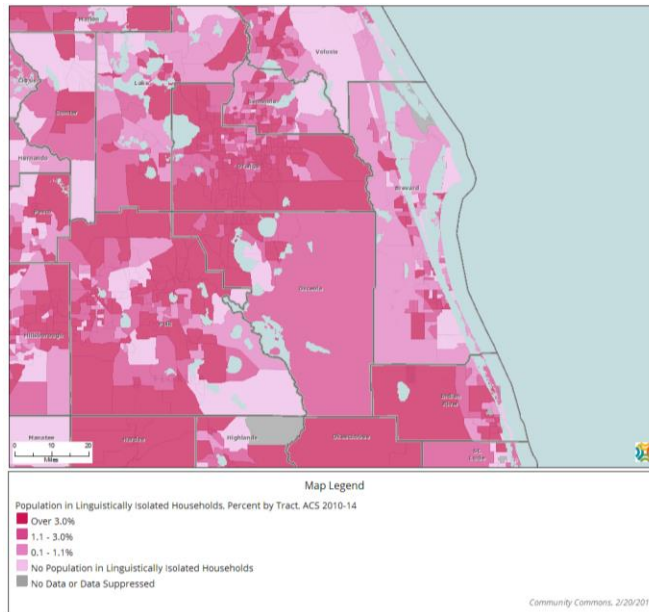 Marion
Volusia
Lake
Seminole
Sumter
Hernando
Orange
Pasco
Brevard
Osceola
Polk
Hillsborough
Indian
River
Manatee
Hardee
Highlands
Okeechobee
St.
Lucie
0 10 20
Miles
Map Legend
Population in Linguistically Isolated Households, Percent by Tract, ACS 2010-14
Over 3.0%
1.1 - 3.0%
0.1 - 1.1%
No Population in Linguistically Isolated Households
No Data or Data Suppressed
Community Commons, 2/20/201